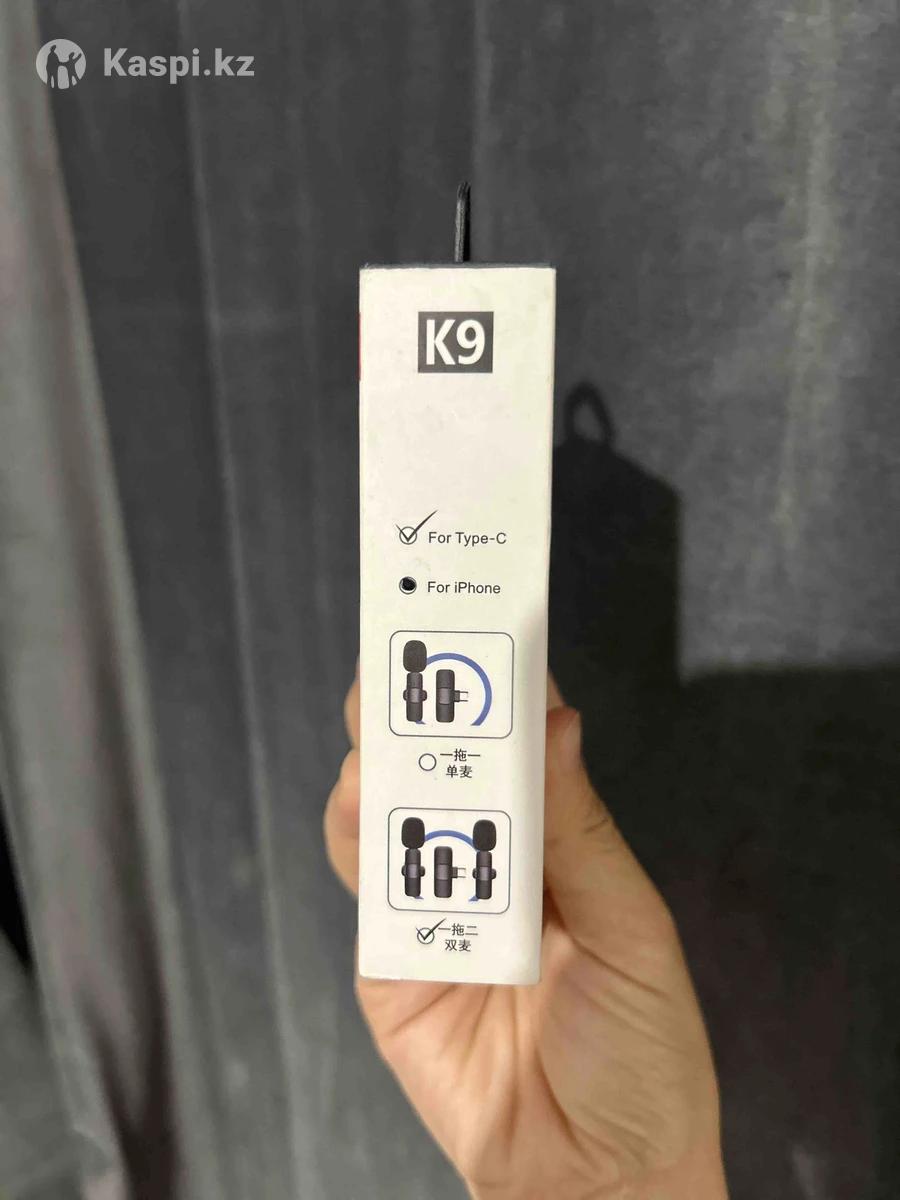 Kaspi.kz
K9
For Type-C
For iPhone
一拖一
单麦
一拖二
双麦